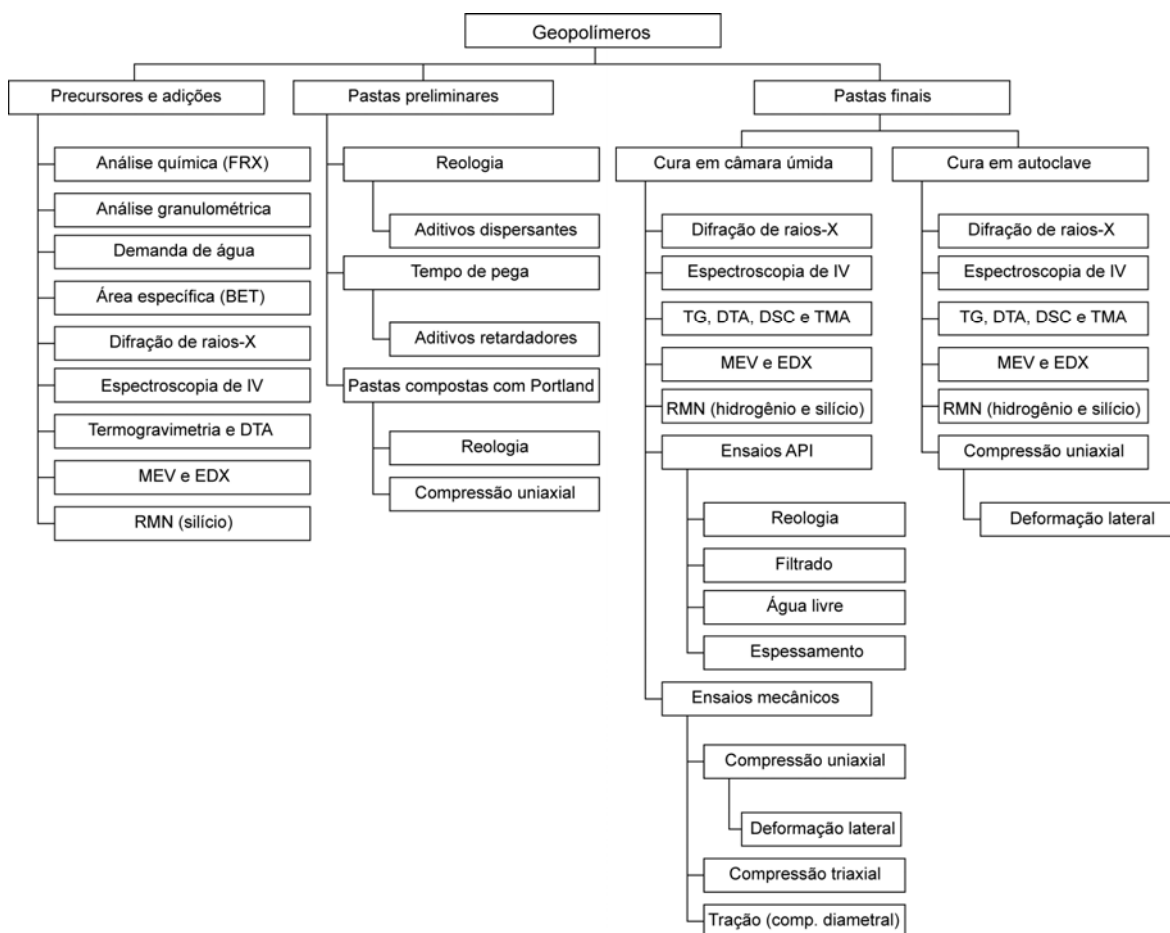 Geopolímeros
Precursores e adições
Análise química (FRX)
Análise granulométrica
Demanda de água
Área específica (BET)
Difração de raios-X
Espectroscopia de IV
Termogravimetria e DTA
MEV e EDX
RMN (silício)
Pastas preliminares
Reologia
Aditivos dispersantes
Tempo de pega
Aditivos retardadores
Pastas compostas com Portland
Reologia
Compressão uniaxial
Pastas finais
Cura em câmara úmida
Difração de raios-X
Espectroscopia de IV
TG, DTA, DSC e TMA
MEV e EDX
RMN (hidrogênio e silício)
Ensaios API
Reologia
Filtrado
Água livre
Espessamento
Ensaios mecânicos
Compressão uniaxial
Deformação lateral
Compressão triaxial
Tração (comp. diametral)
Cura em autoclave
Difração de raios-X
Espectroscopia de IV
TG, DTA, DSC e TMA
MEV e EDX
RMN (hidrogênio e silício)
Compressão uniaxial
Deformação lateral